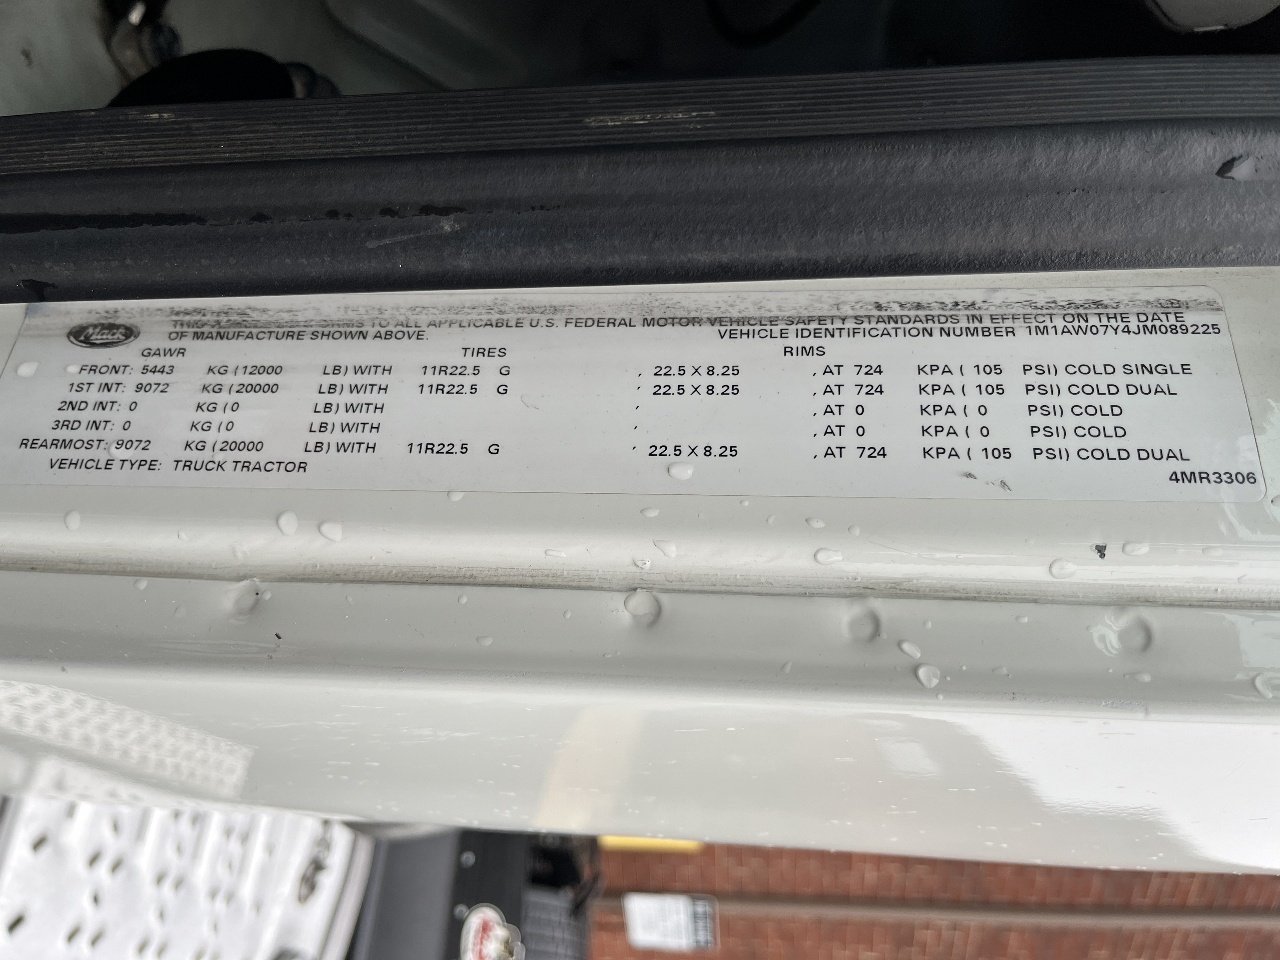 Mack
THIS VEHICLE CONFORMS TO ALL APPLICABLE U.S. FEDERAL MOTOR VEHICLE SAFETY STANDARDS IN EFFECT ON THE DATE
OF MANUFACTURE SHOWN ABOVE. VEHICLE IDENTIFICATION NUMBER 1M1AW07Y4JM089225
GAWR TIRES RIMS
FRONT: 5443 KG (12000 LB) WITH 11R22.5 G , 22.5 X 8.25 , AT 724 KPA ( 105 PSI) COLD SINGLE
1ST INT: 9072 KG (20000 LB) WITH 11R22.5 G , 22.5 X 8.25 , AT 724 KPA ( 105 PSI) COLD DUAL
2ND INT: 0 KG (0 LB) WITH , , AT 0 KPA ( 0 PSI) COLD
3RD INT: 0 KG (0 LB) WITH , , AT 0 KPA ( 0 PSI) COLD
REARMOST: 9072 KG (20000 LB) WITH 11R22.5 G , 22.5 X 8.25 , AT 724 KPA ( 105 PSI) COLD DUAL
VEHICLE TYPE: TRUCK TRACTOR
4MR3306